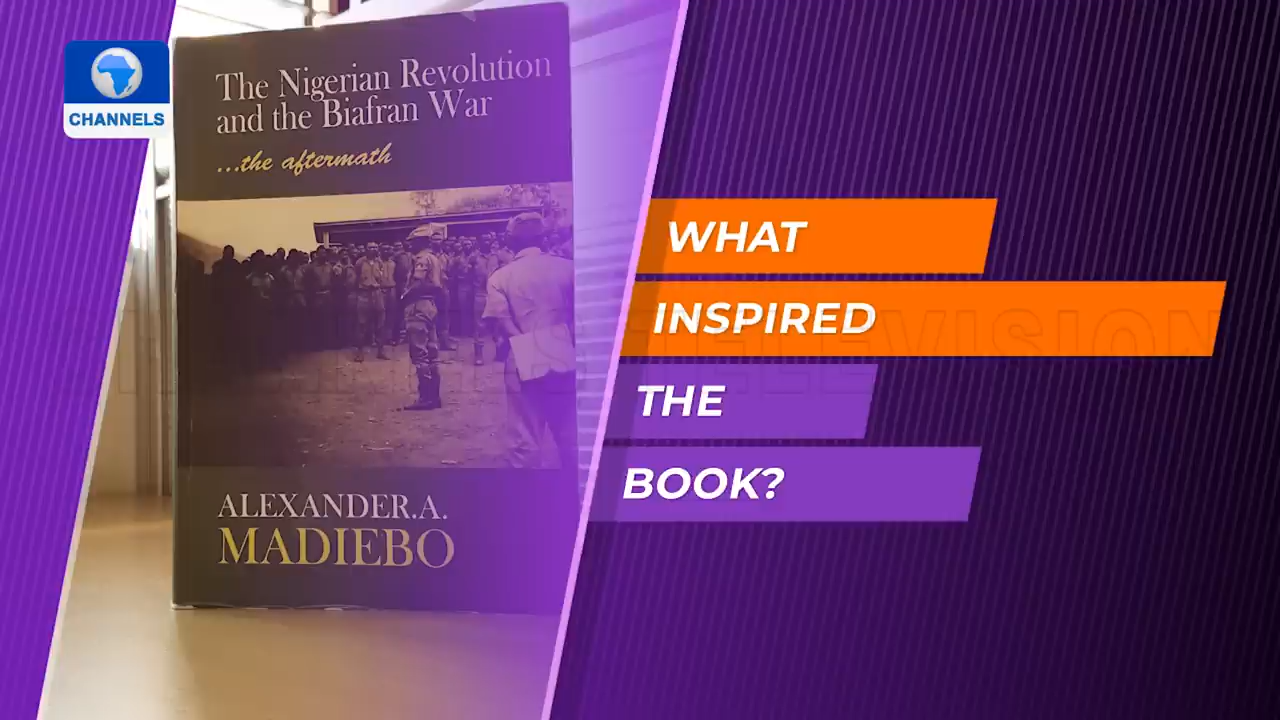 CHANNELS
The Nigerian Revolution
and the Biafran War
...the aftermath
ALEXANDER.A.
MADIEBO
WHAT
INSPIRED
THE
BOOK?